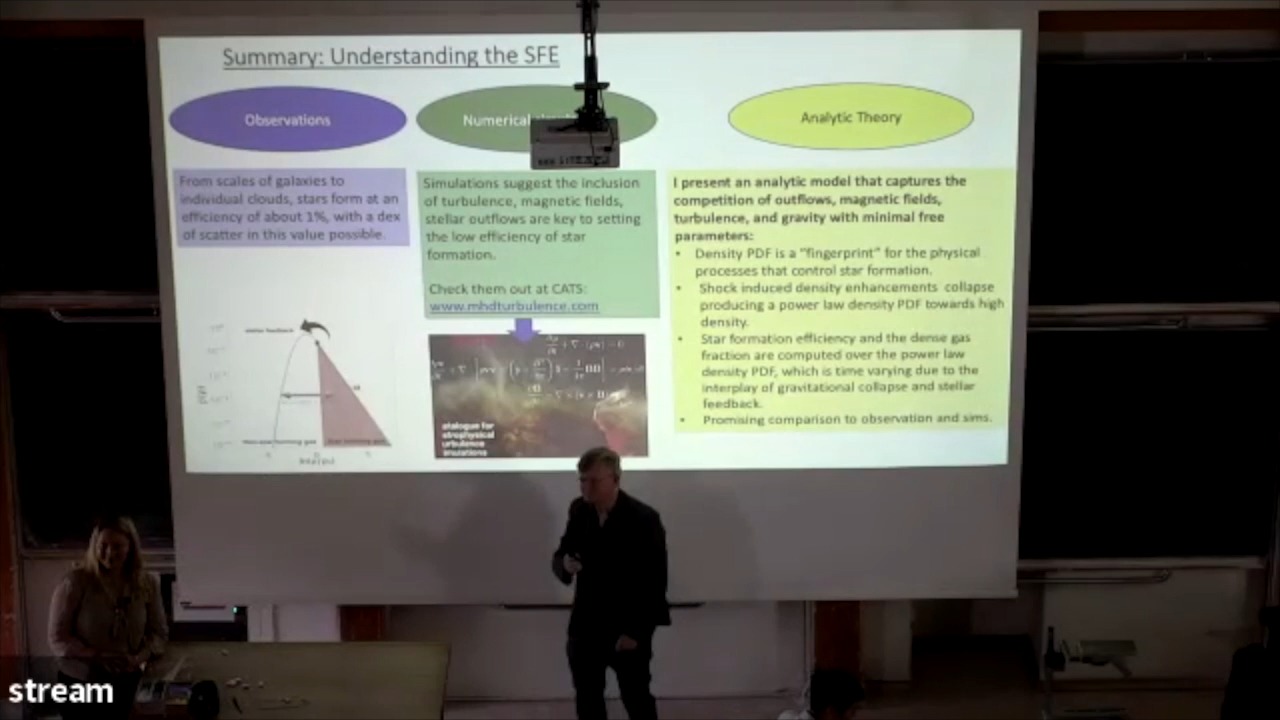 Summary: Understanding the SFE
Observations
Numerical
Analytic Theory
From scales of galaxies to
individual clouds, stars form at an
efficiency of about 1%, with a dex
of scatter in this value possible.
Simulations suggest the inclusion
of turbulence, magnetic fields,
stellar outflows are key to setting
the low efficiency of star
formation.
Check them out at CATS:
www.mhdturbulence.com
I present an analytic model that captures the
competition of outflows, magnetic fields,
turbulence, and gravity with minimal free
parameters:
• Density PDF is a "fingerprint" for the physical
processes that control star formation.
• Shock induced density enhancements collapse
producing a power law density PDF towards high
density.
• Star formation efficiency and the dense gas
fraction are computed over the power law
density PDF, which is time varying due to the
interplay of gravitational collapse and stellar
feedback.
• Promising comparison to observation and sims.
stellar feedback
stream